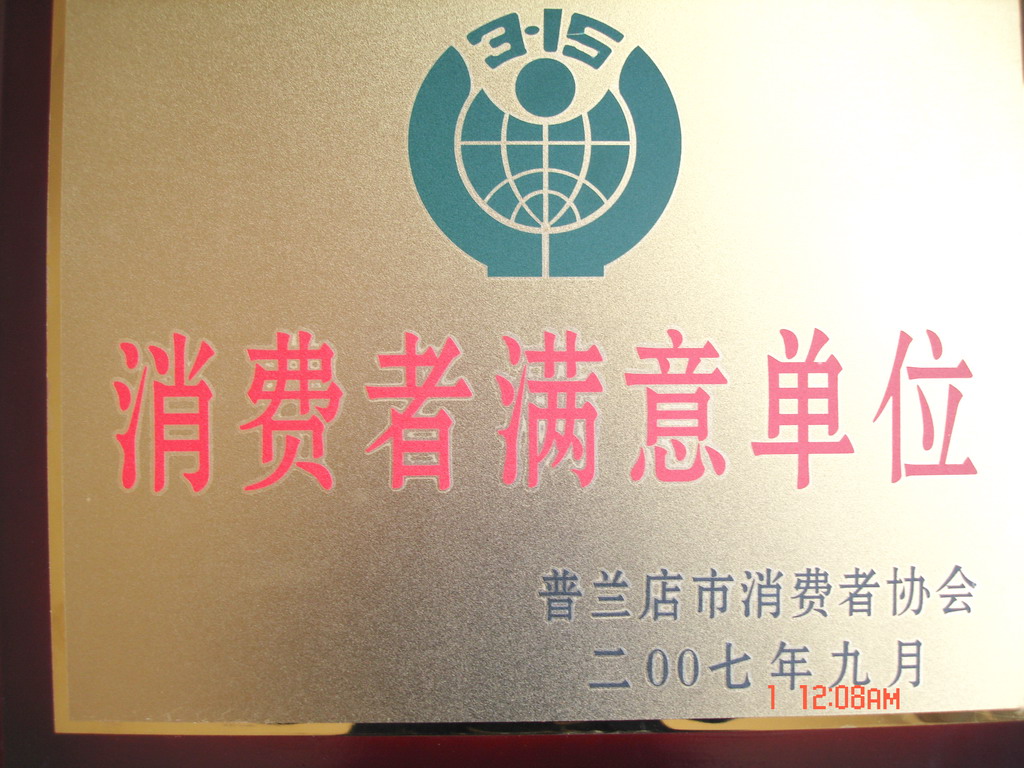 3·15
消费者满意单位
普兰店市消费者协会
二00七年九月
1 12:08AM